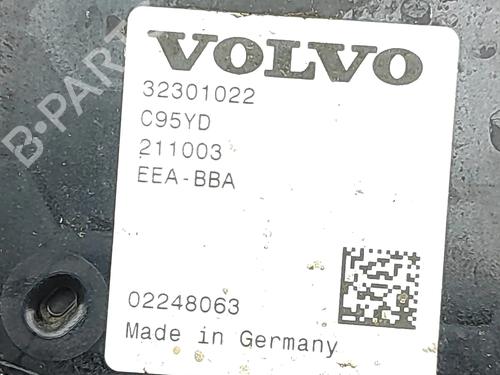 VOLVO
32301022
C95YD
211003
EEA-BBA
02248063
Made in Germany
B-PART